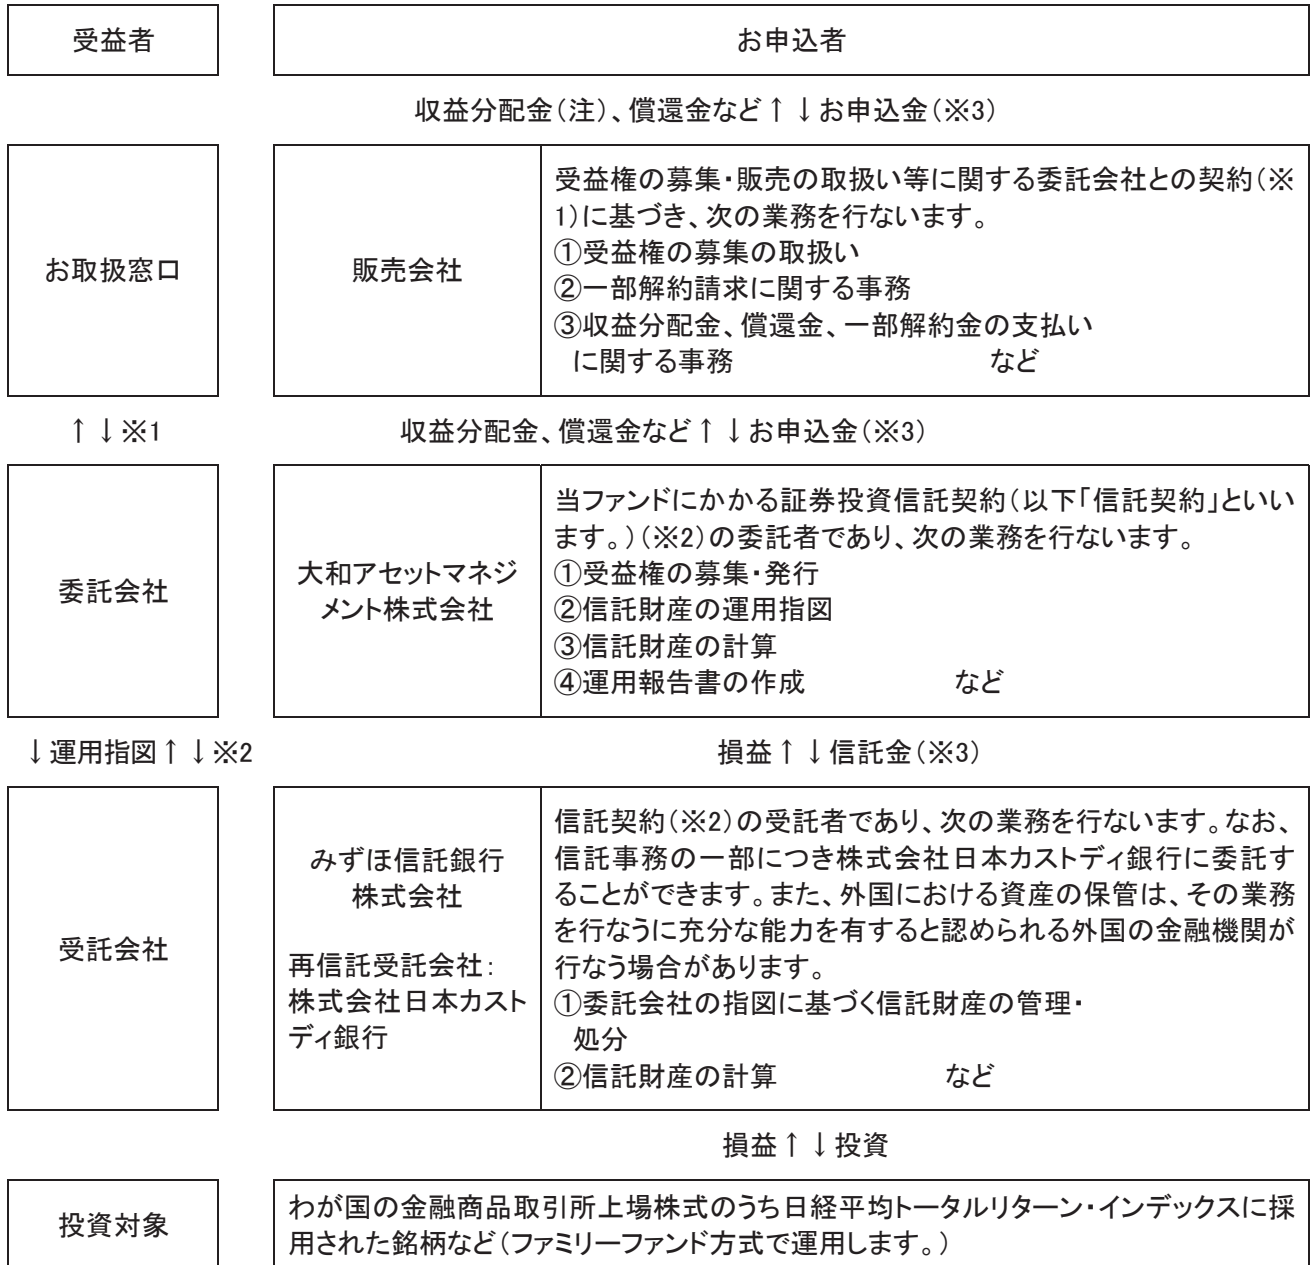 受益者
お申込者
収益分配金(注)、償還金など↑↓お申込金(※3)
お取扱窓口
販売会社
受益権の募集・販売の取扱い等に関する委託会社との契約(※
1)に基づき、次の業務を行ないます。
①受益権の募集の取扱い
②一部解約請求に関する事務
③収益分配金、償還金、一部解約金の支払い
に関する事務 など
↑↓※1
収益分配金、償還金など↑↓お申込金(※3)
委託会社
大和アセットマネジ
メント株式会社
当ファンドにかかる証券投資信託契約(以下「信託契約」といい
ます。)(※2)の委託者であり、次の業務を行ないます。
①受益権の募集・発行
②信託財産の運用指図
③信託財産の計算
④運用報告書の作成 など
↓運用指図↑↓※2
損益↑↓信託金(※3)
受託会社
みずほ信託銀行
株式会社
再信託受託会社:
株式会社日本カスト
ディ銀行
信託契約(※2)の受託者であり、次の業務を行ないます。なお、
信託事務の一部につき株式会社日本カストディ銀行に委託す
ることができます。また、外国における資産の保管は、その業務
を行なうに充分な能力を有すると認められる外国の金融機関が
行なう場合があります。
①委託会社の指図に基づく信託財産の管理・
処分
②信託財産の計算 など
損益↑↓投資
投資対象
わが国の金融商品取引所上場株式のうち日経平均トータルリターン・インデックスに採
用された銘柄など(ファミリーファンド方式で運用します。)